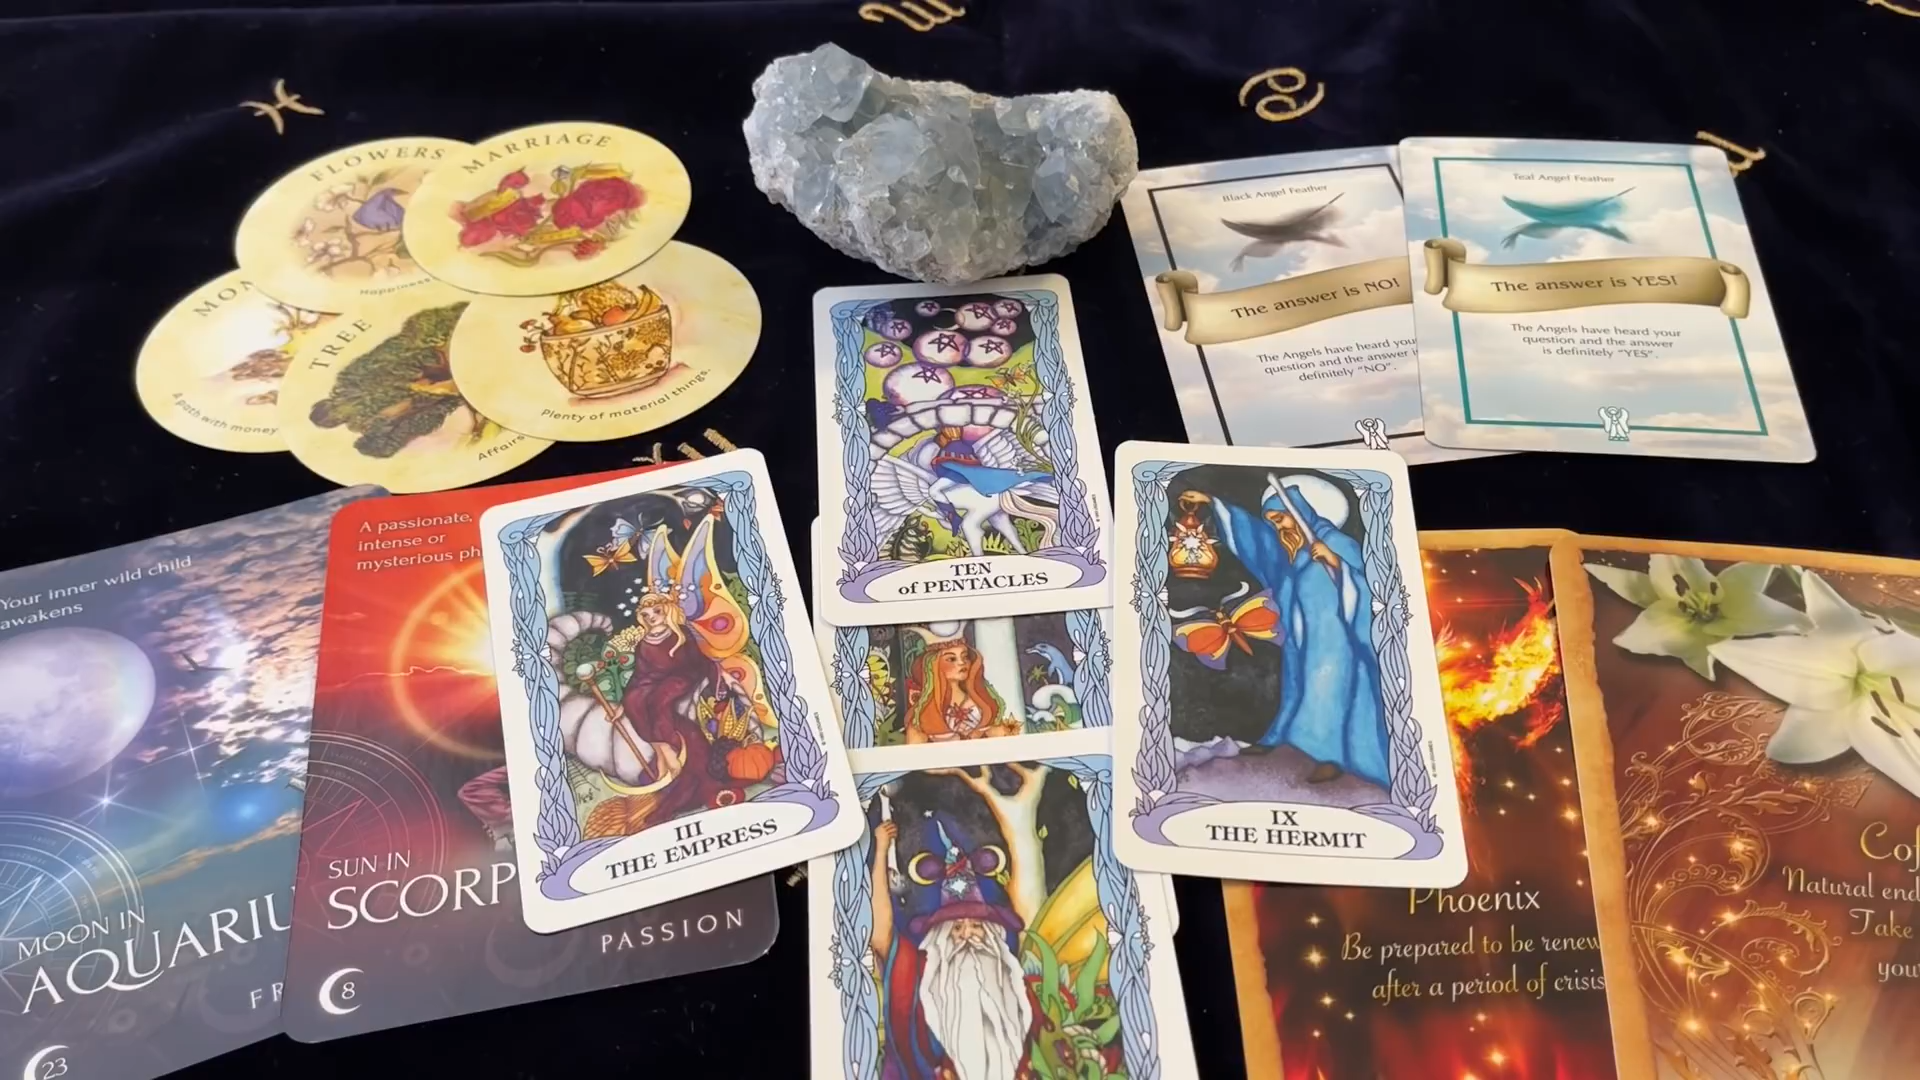 FLOWERS
Happiness
MARRIAGE
MON
A path with money
TREE
Affairs
Plenty of material things.
Black Angel Feather
The answer is NO!
The Angels have heard you
question and the answer i
definitely "NO".
Teal Angel Feather
The answer is YES!
The Angels have heard your
question and the answer
is definitely "YES".
TEN
of PENTACLES
Your inner wild child
awakens
MOON IN
AQUARIU
FR
23
A passionate,
intense or
mysterious ph
SUN IN
SCORP
PASSION
8
III
THE EMPRESS
IX
THE HERMIT
Phoenix
Be prepared to be renew
after a period of crisis
Cof
Natural end
Take
you